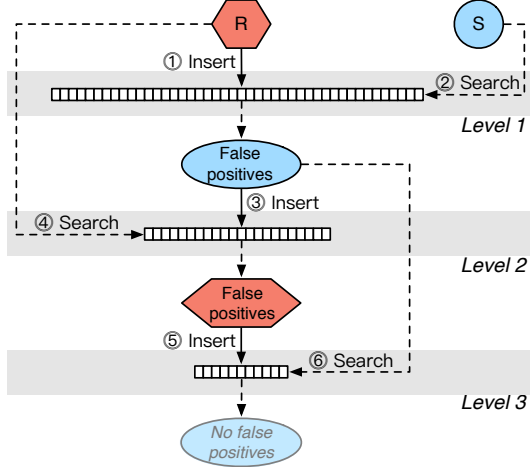 R
S
① Insert
② Search
Level 1
False
positives
③ Insert
④ Search
Level 2
False
positives
⑤ Insert
⑥ Search
Level 3
No false
positives